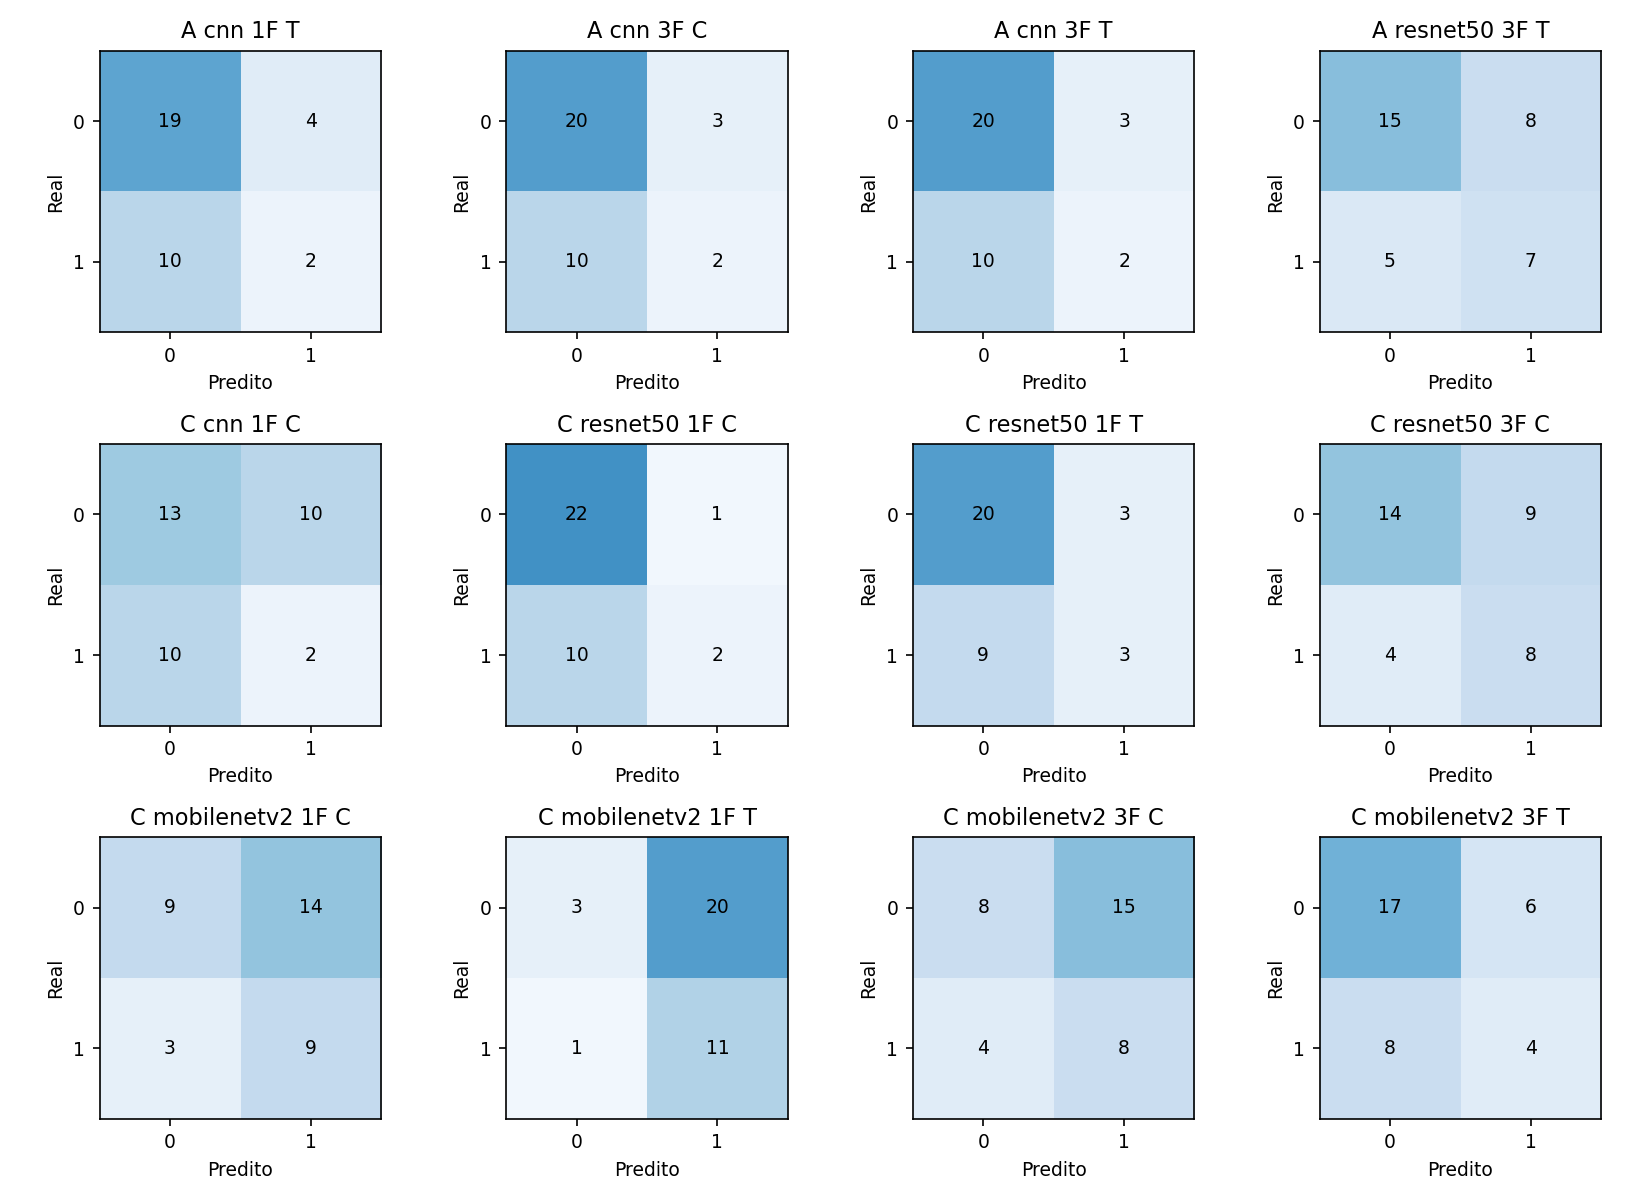 A cnn 1F T
A cnn 3F C
A cnn 3F T
A resnet50 3F T
0 19 4
0 20 3
0 20 3
0 15 8
Real
Real
Real
Real
1 10 2
1 10 2
1 10 2
1 5 7
0 1
0 1
0 1
0 1
Predito
Predito
Predito
Predito
C cnn 1F C
C resnet50 1F C
C resnet50 1F T
C resnet50 3F C
0 13 10
0 22 1
0 20 3
0 14 9
Real
Real
Real
Real
1 10 2
1 10 2
1 9 3
1 4 8
0 1
0 1
0 1
0 1
Predito
Predito
Predito
Predito
C mobilenetv2 1F C
C mobilenetv2 1F T
C mobilenetv2 3F C
C mobilenetv2 3F T
0 9 14
0 3 20
0 8 15
0 17 6
Real
Real
Real
Real
1 3 9
1 1 11
1 4 8
1 8 4
0 1
0 1
0 1
0 1
Predito
Predito
Predito
Predito